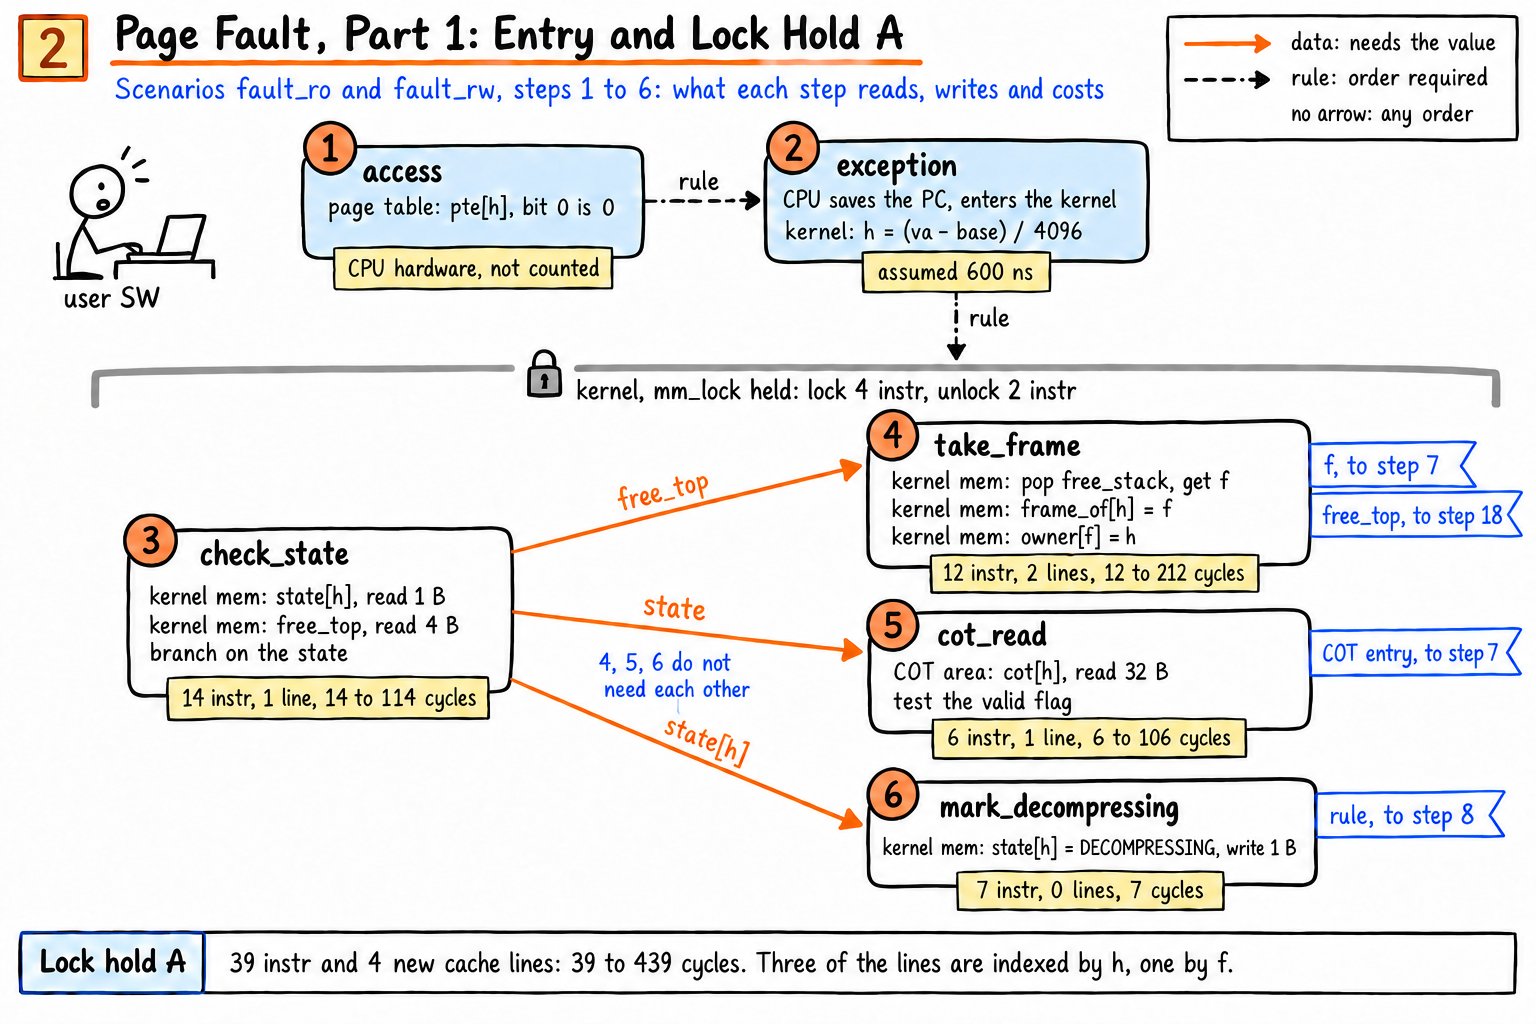 2
Page Fault, Part 1: Entry and Lock Hold A
Scenarios fault_ro and fault_rw, steps 1 to 6: what each step reads, writes and costs
data: needs the value
rule: order required
no arrow: any order
user SW
1
access
page table: pte[h], bit 0 is 0
CPU hardware, not counted
rule
2
exception
CPU saves the PC, enters the kernel
kernel: h = (va - base) / 4096
assumed 600 ns
rule
kernel, mm_lock held: lock 4 instr, unlock 2 instr
3
check_state
kernel mem: state[h], read 1 B
kernel mem: free_top, read 4 B
branch on the state
14 instr, 1 line, 14 to 114 cycles
free_top
state
4, 5, 6 do not
need each other
state[h]
4
take_frame
kernel mem: pop free_stack, get f
kernel mem: frame_of[h] = f
kernel mem: owner[f] = h
12 instr, 2 lines, 12 to 212 cycles
f, to step 7
free_top, to step 18
5
cot_read
COT area: cot[h], read 32 B
test the valid flag
6 instr, 1 line, 6 to 106 cycles
COT entry, to step 7
6
mark_decompressing
kernel mem: state[h] = DECOMPRESSING, write 1 B
7 instr, 0 lines, 7 cycles
rule, to step 8
Lock hold A
39 instr and 4 new cache lines: 39 to 439 cycles. Three of the lines are indexed by h, one by f.